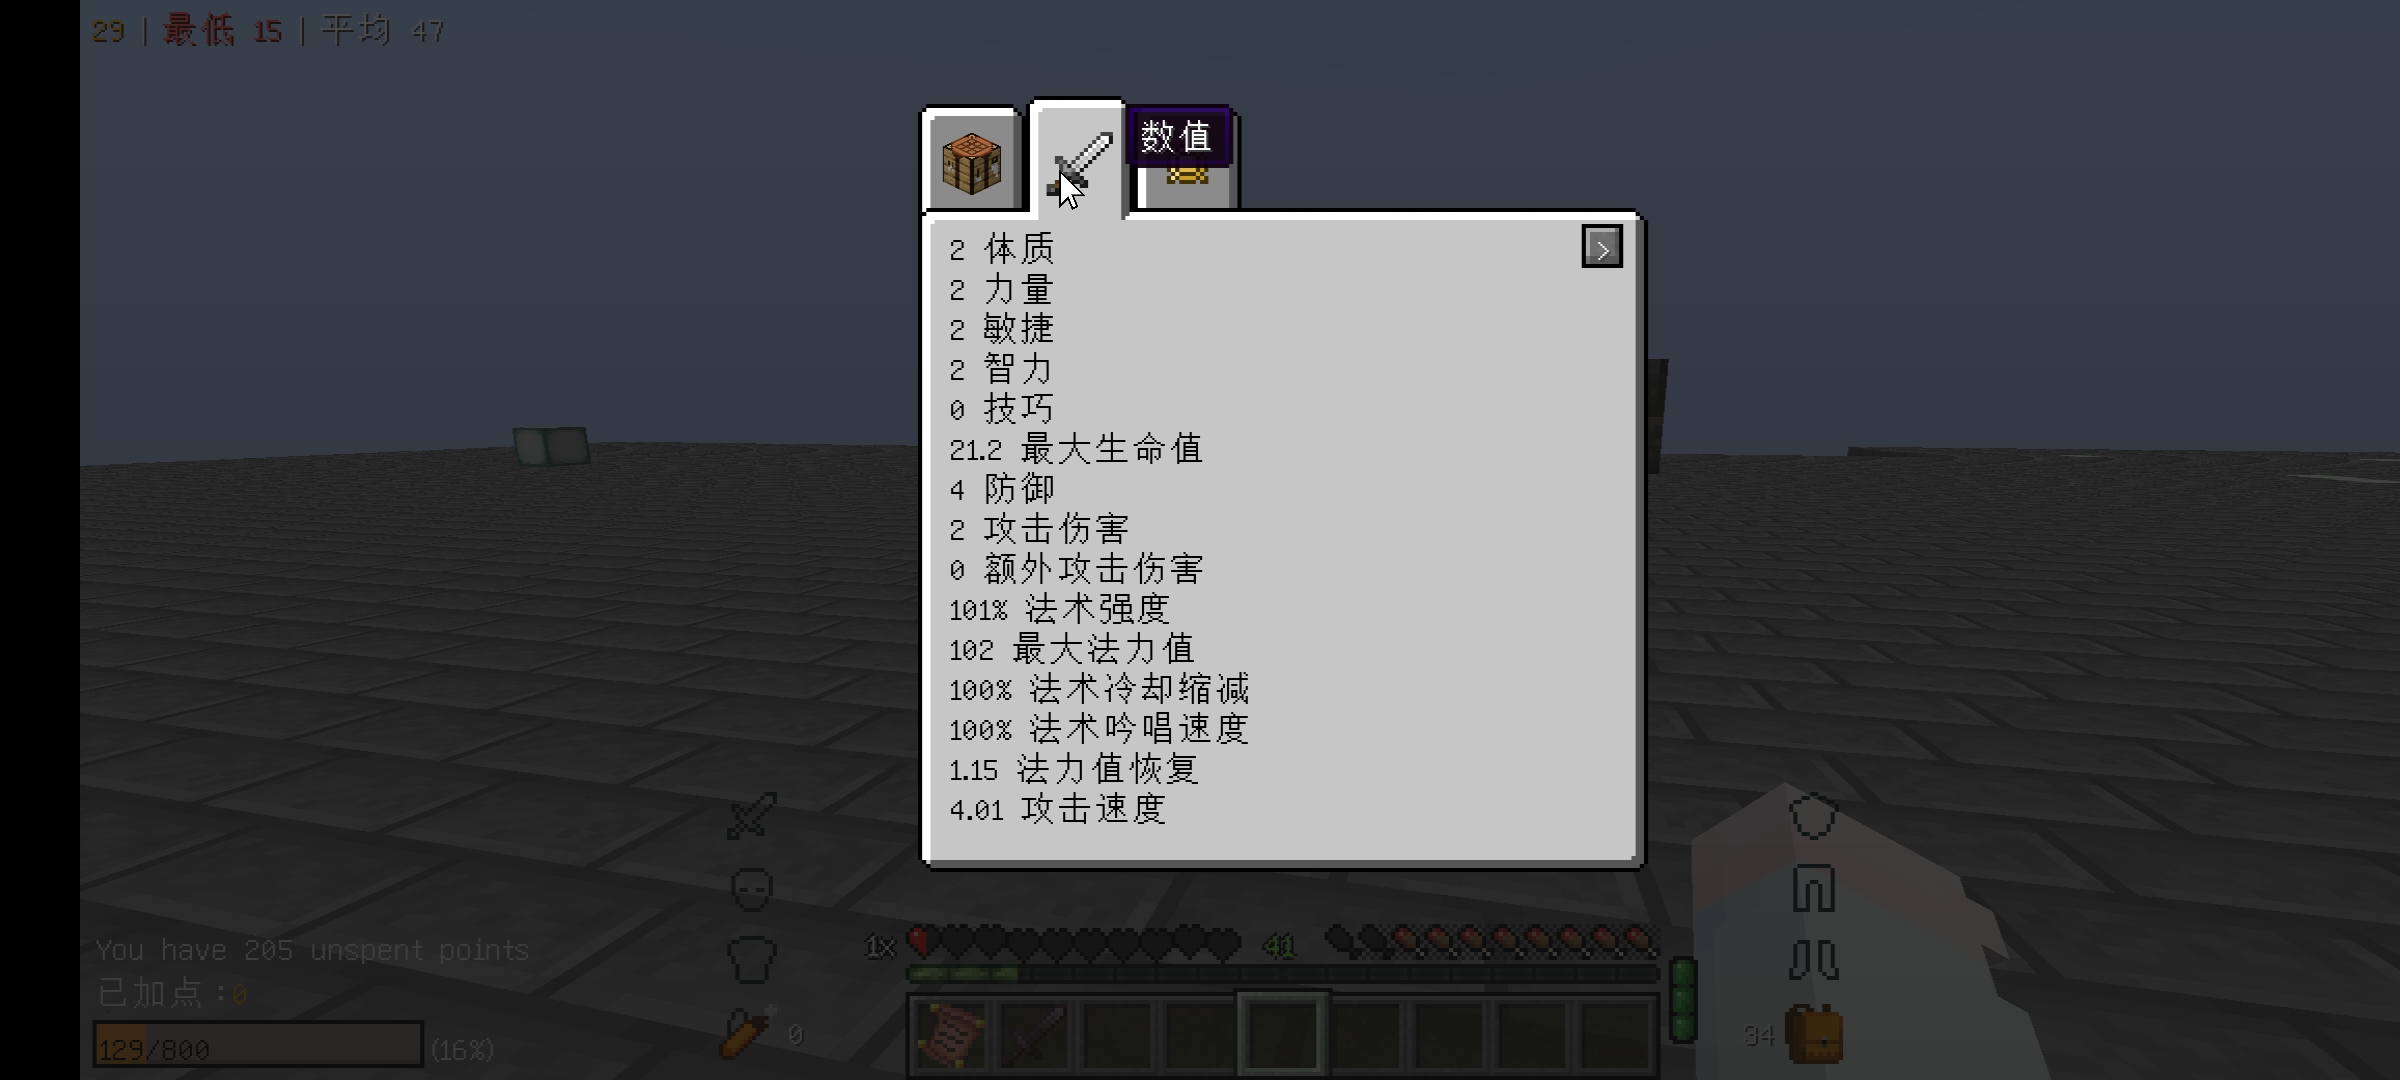 29 | 最低 15 | 平均 47
数值
2 体质
2 力量
2 敏捷
2 智力
0 技巧
21.2 最大生命值
4 防御
2 攻击伤害
0 额外攻击伤害
101% 法术强度
102 最大法力值
100% 法术冷却缩减
100% 法术吟唱速度
1.15 法力值恢复
4.01 攻击速度
>
You have 205 unspent points
已加点：0
129/800 (16%)
0
1x
41
34